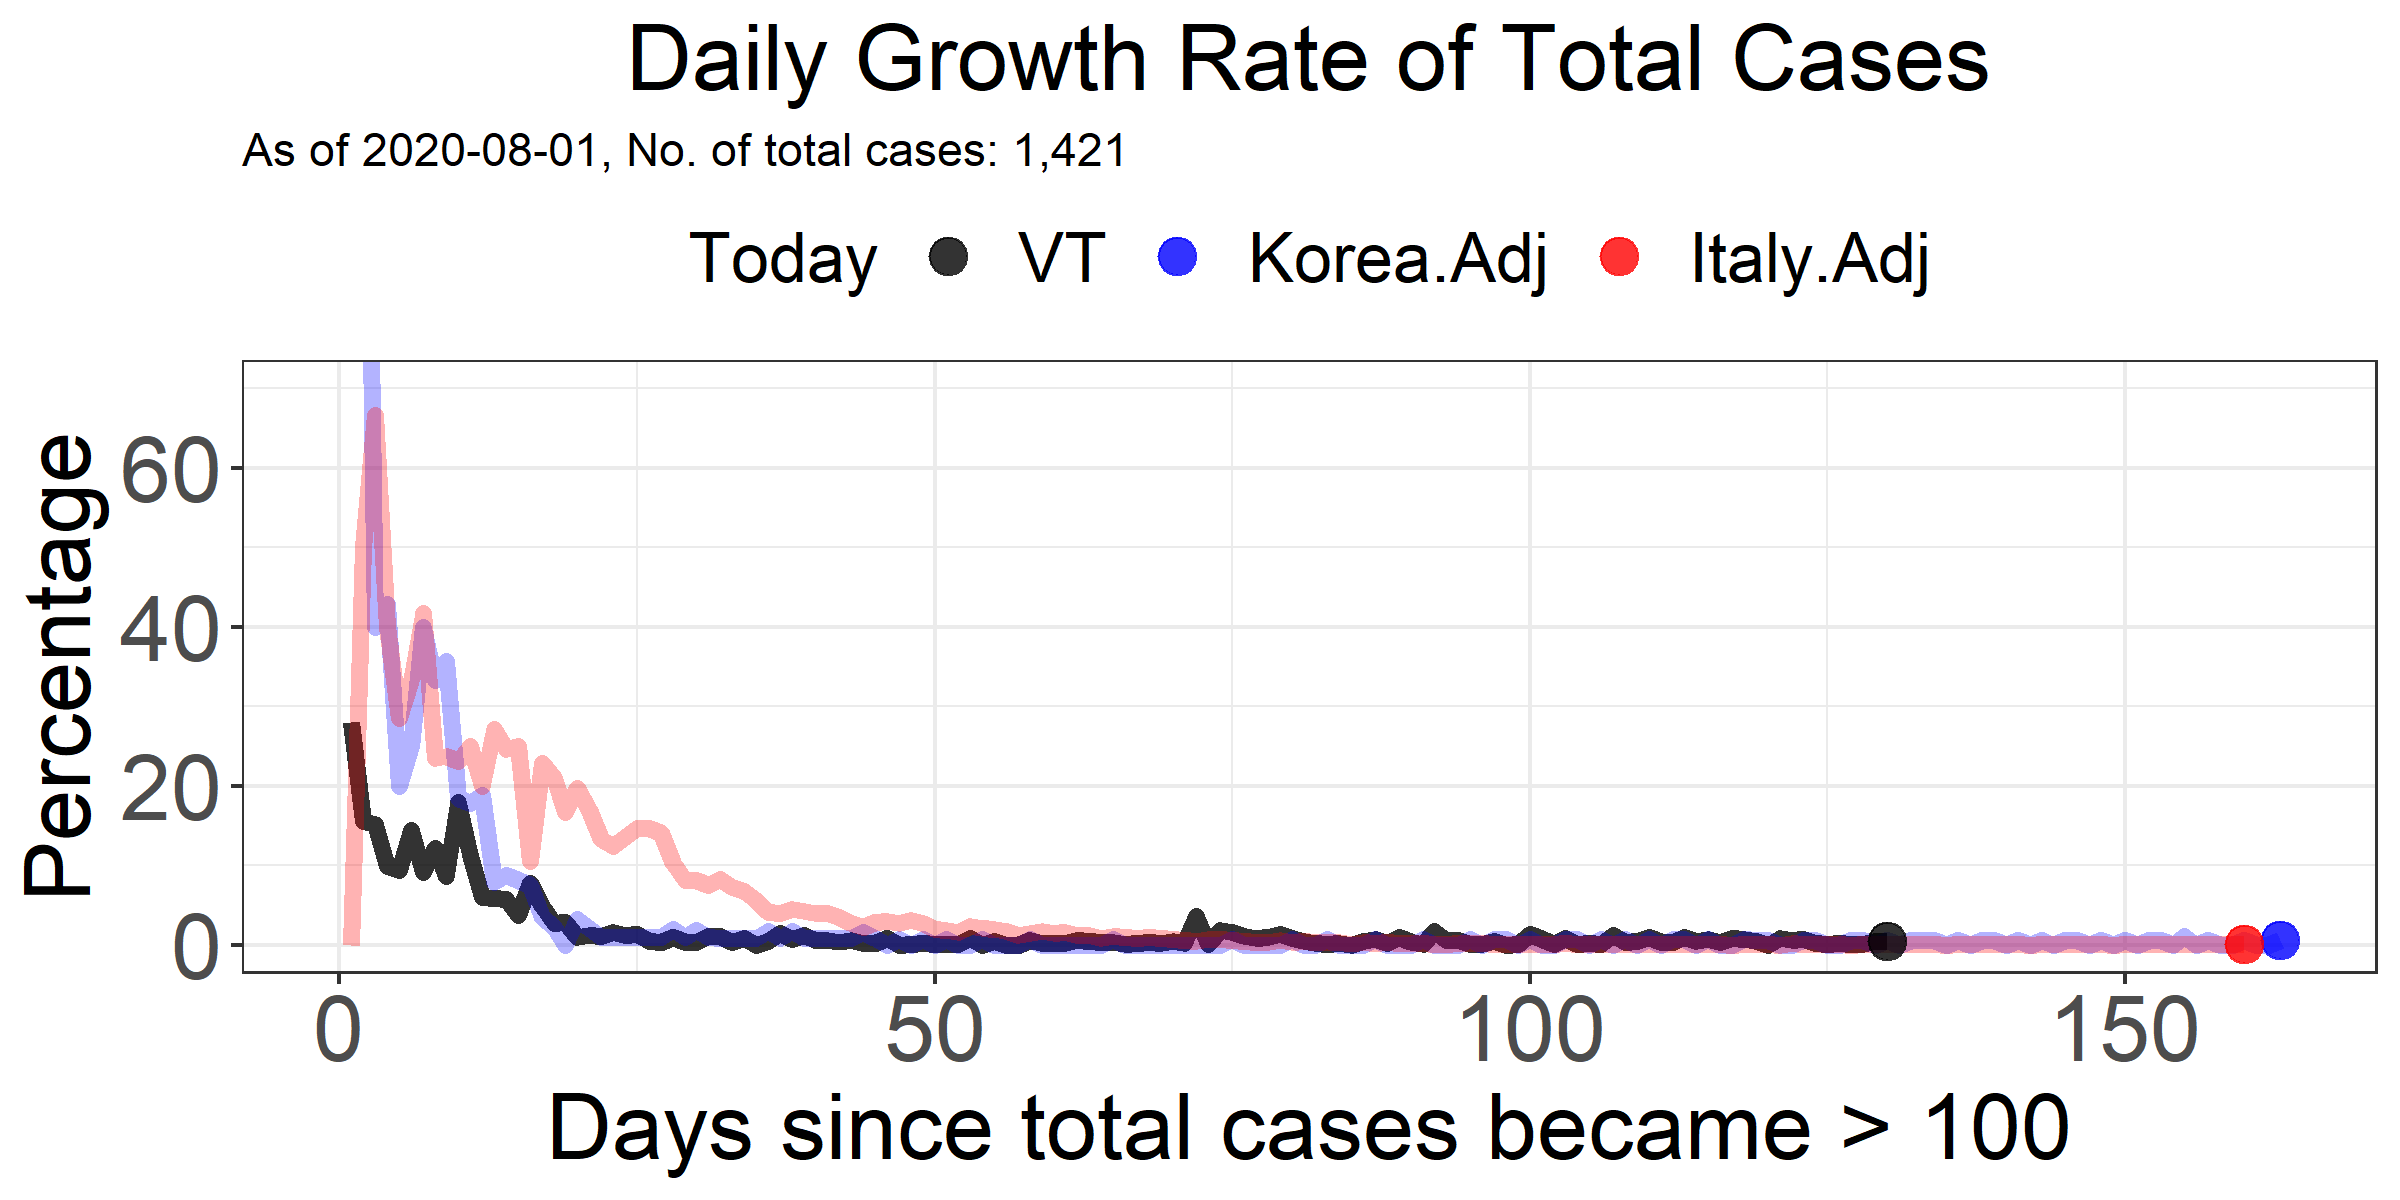 Daily Growth Rate of Total Cases
As of 2020-08-01, No. of total cases: 1,421
Today VT Korea.Adj Italy.Adj
Percentage
60
40
20
0
0 50 100 150
Days since total cases became > 100